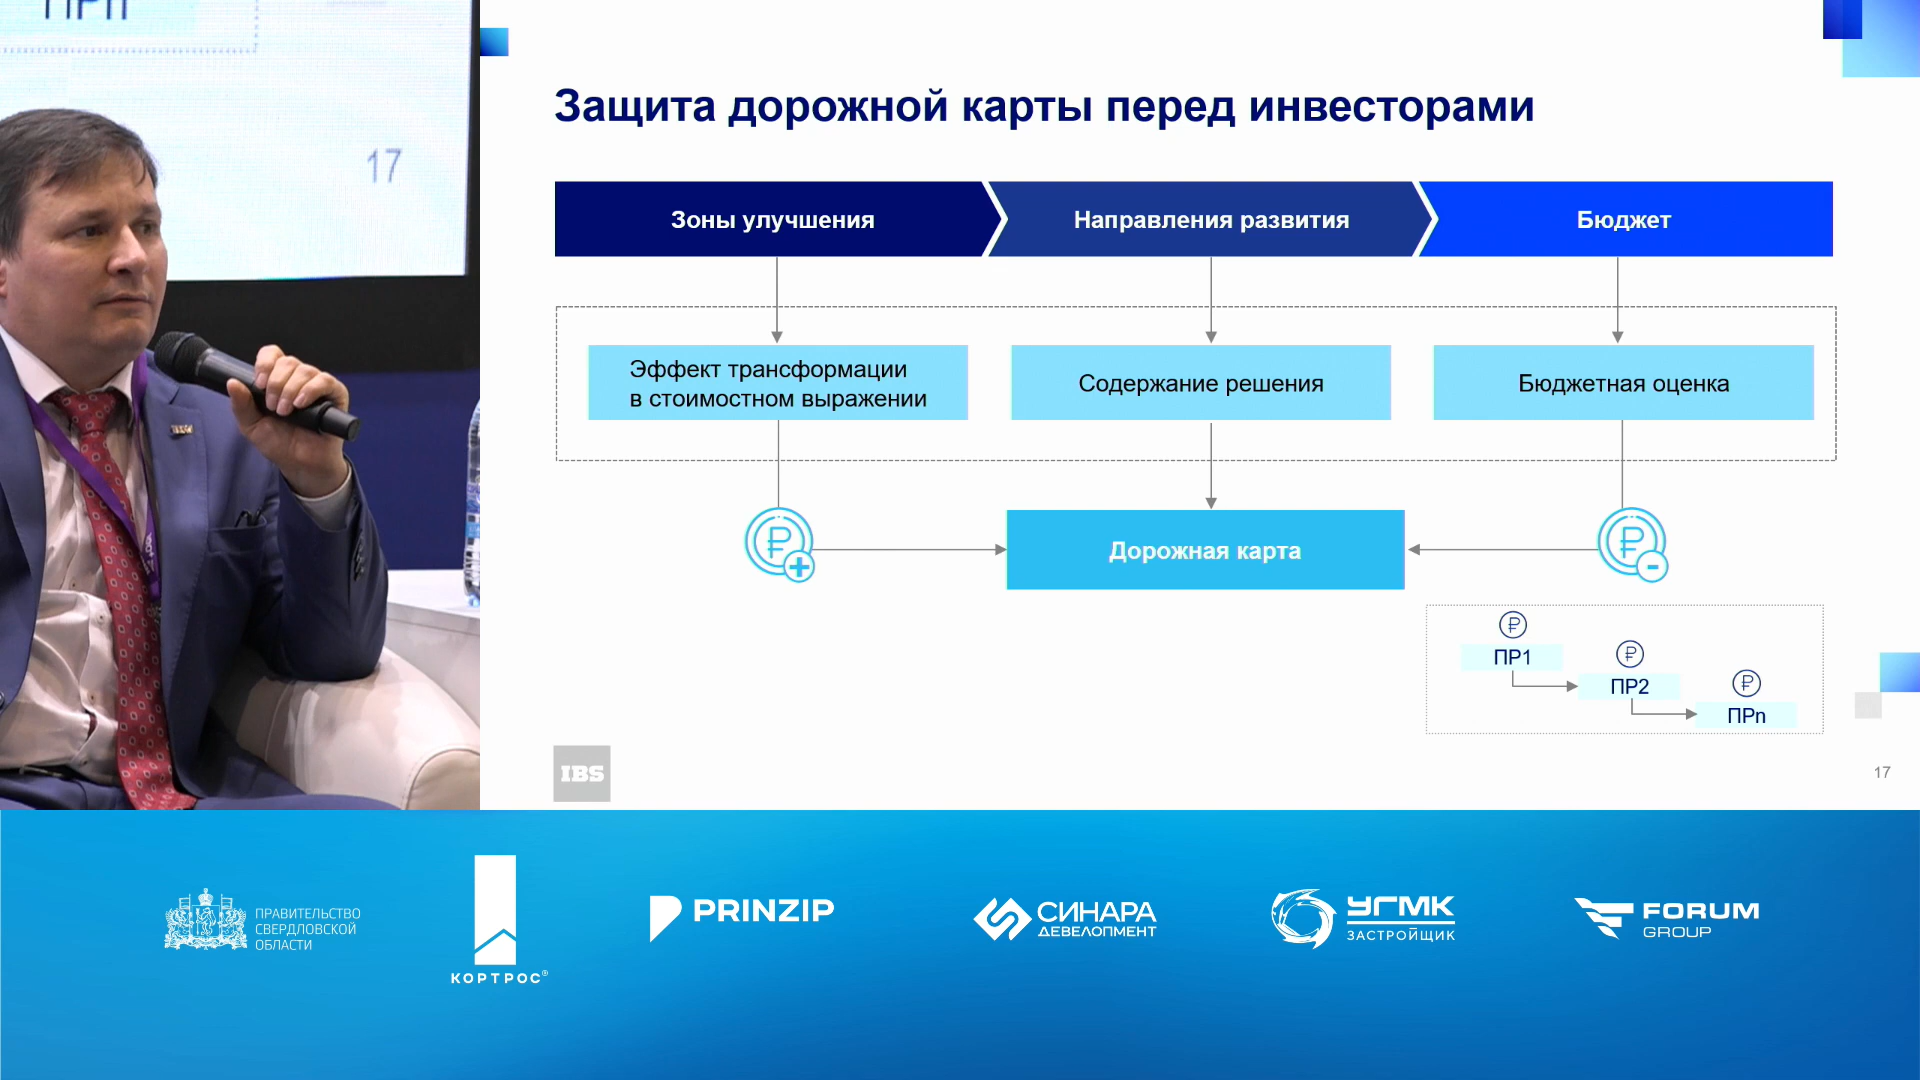 ПРп
17
Защита дорожной карты перед инвесторами
Зоны улучшения
Направления развития
Бюджет
Эффект трансформации
в стоимостном выражении
Содержание решения
Бюджетная оценка
Дорожная карта
ПР1
ПР2
ПРn
IBS
17
ПРАВИТЕЛЬСТВО
СВЕРДЛОВСКОЙ
ОБЛАСТИ
КОРТРОС®
PRINZIP
СИНАРА
ДЕВЕЛОПМЕНТ
УГМК
ЗАСТРОЙЩИК
FORUM
GROUP